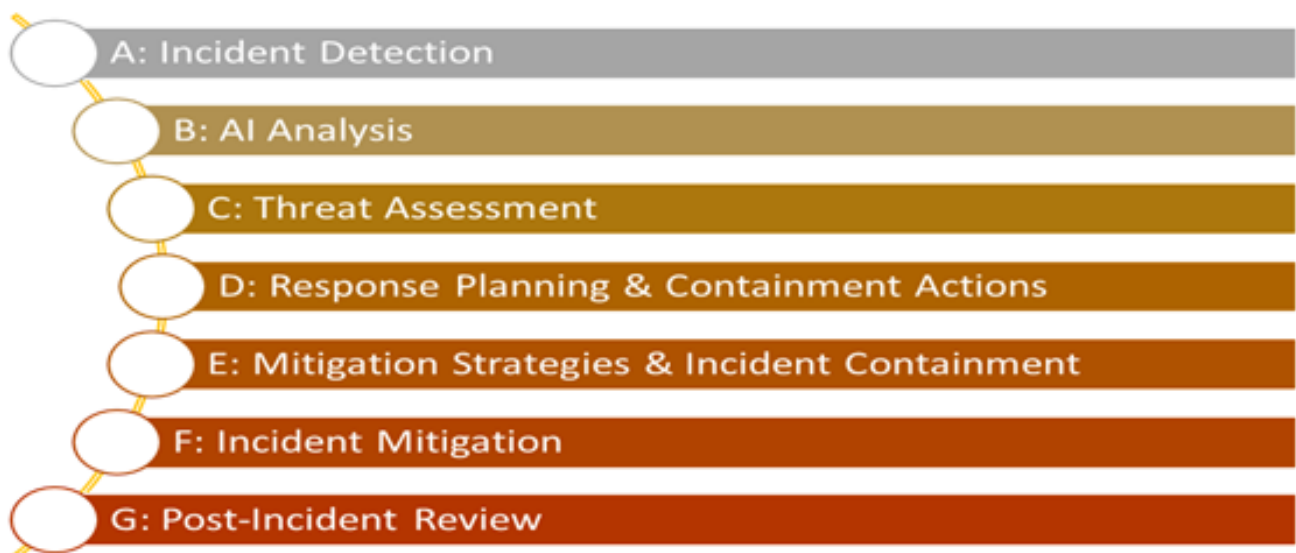 A: Incident Detection
B: AI Analysis
C: Threat Assessment
D: Response Planning & Containment Actions
E: Mitigation Strategies & Incident Containment
F: Incident Mitigation
G: Post-Incident Review